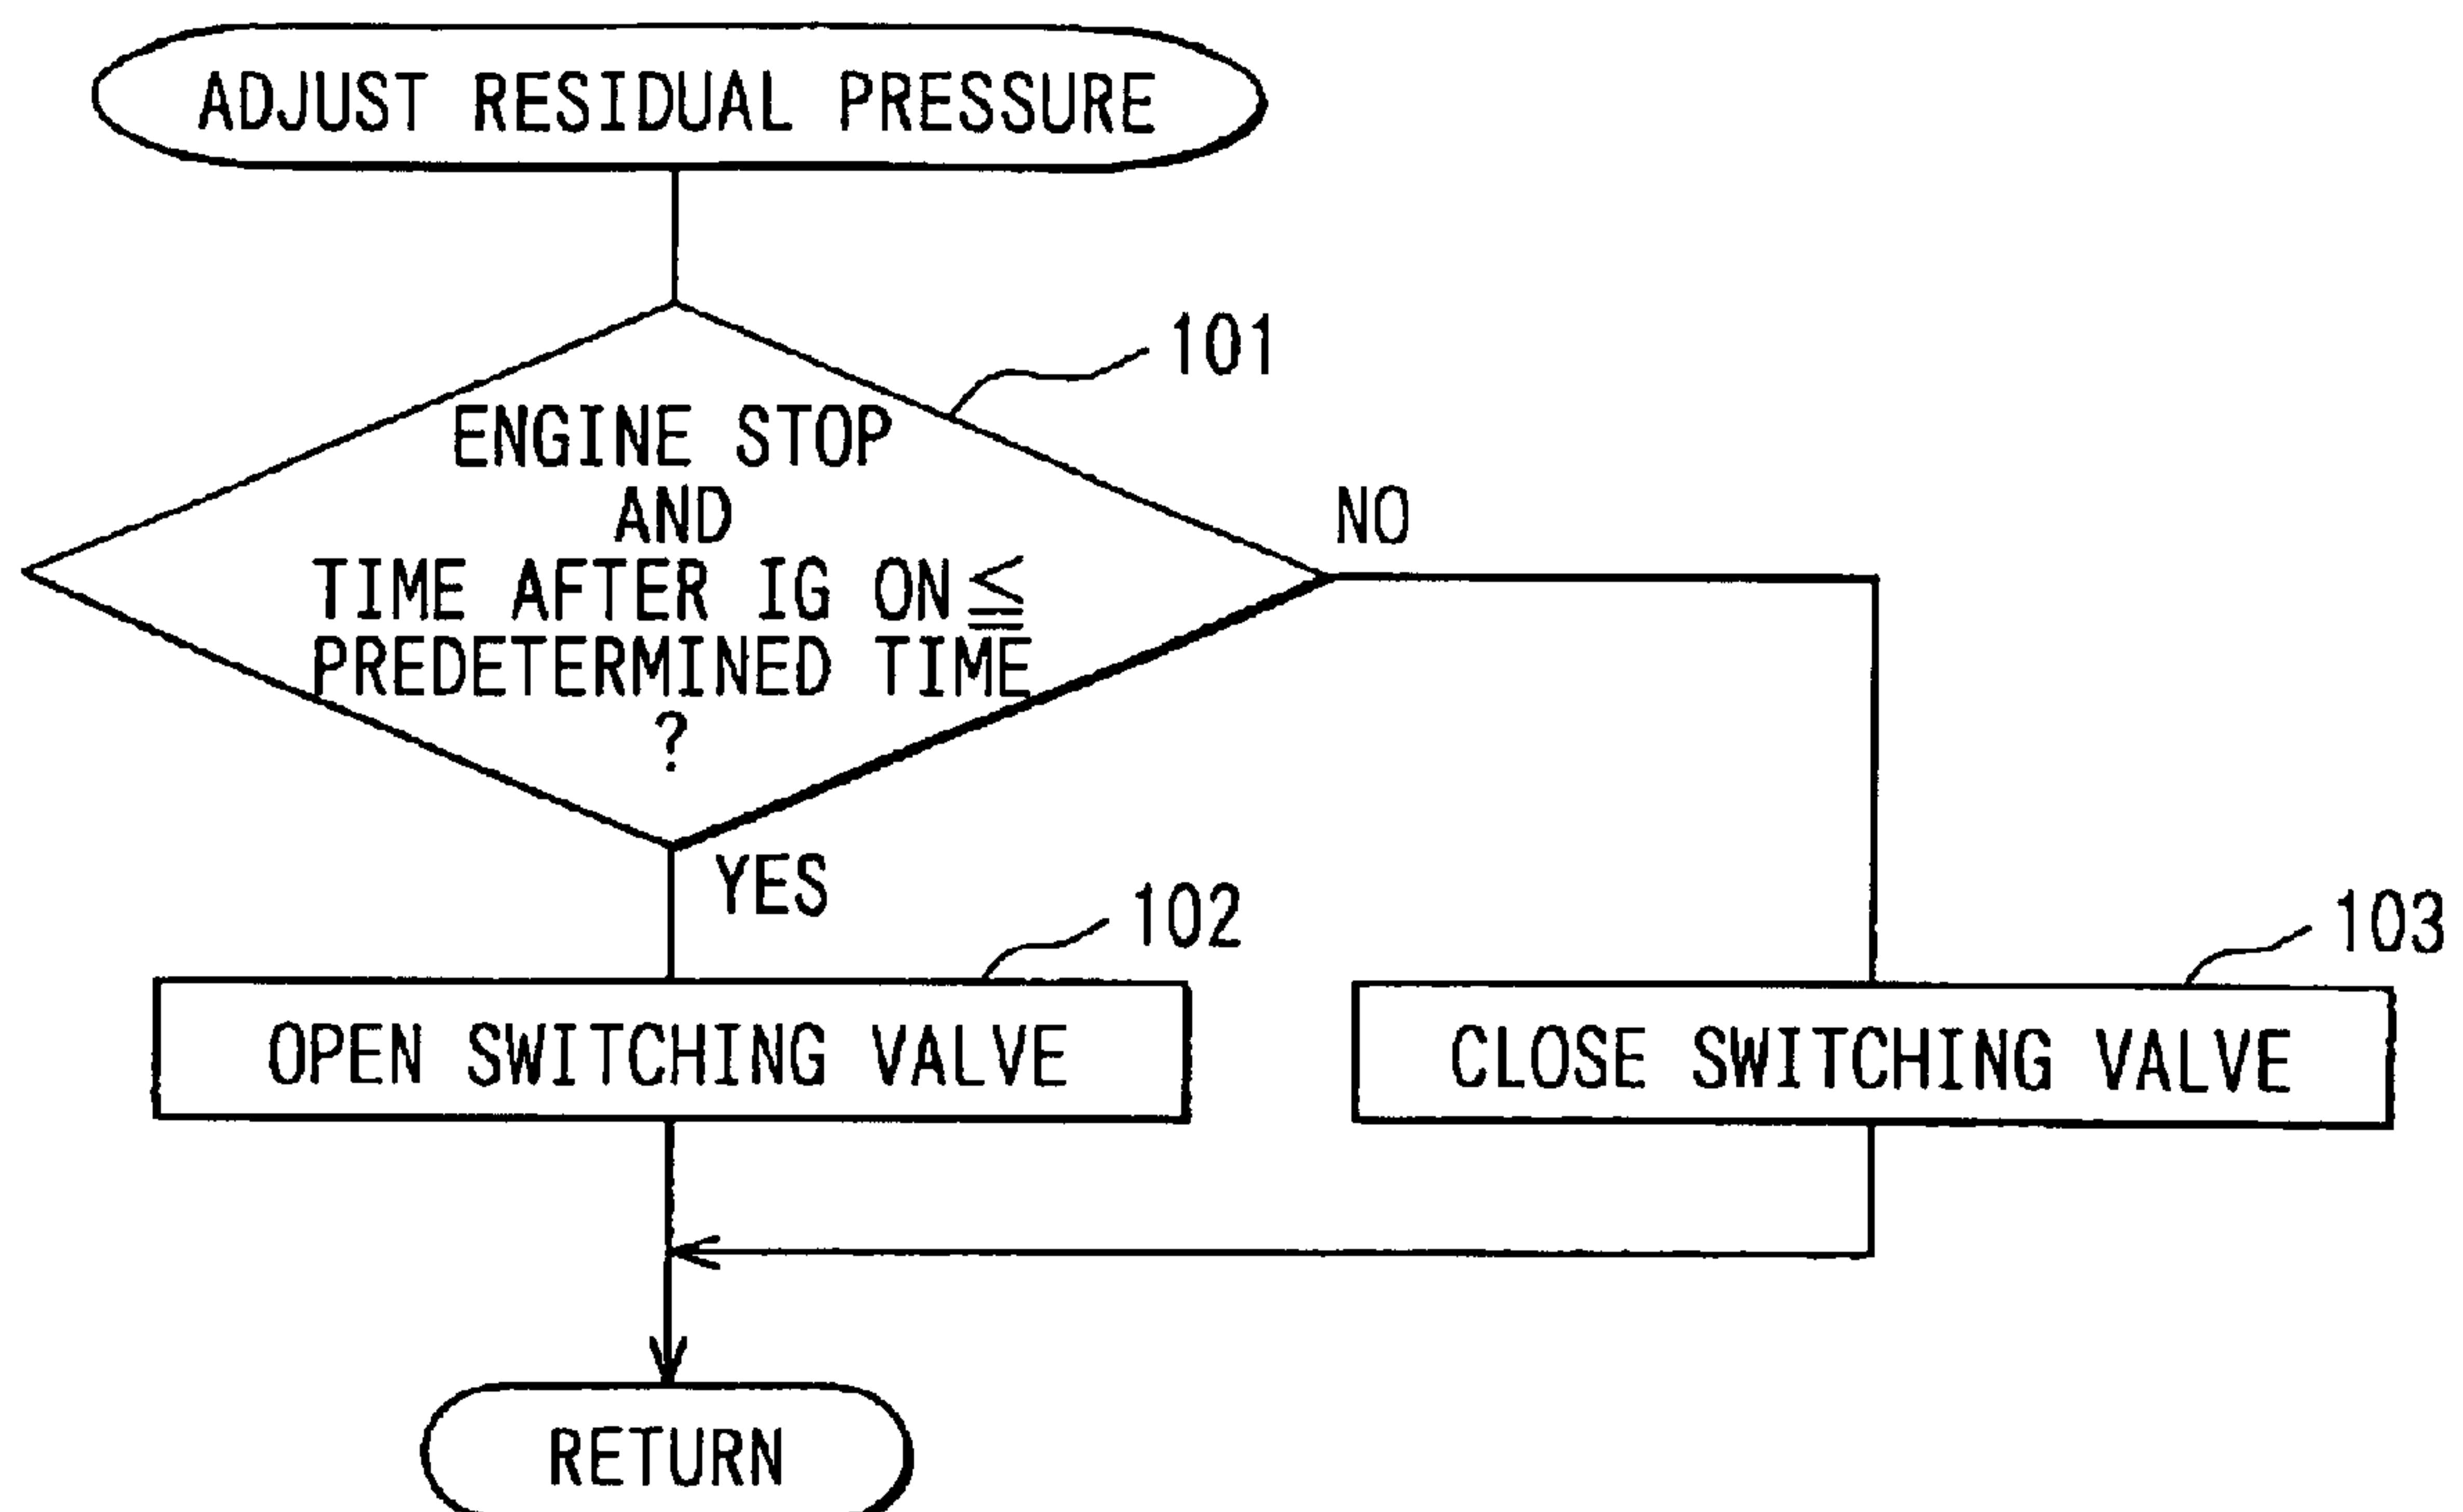 ADJUST RESIDUAL PRESSURE
101
ENGINE STOP
AND
TIME AFTER IG ON ≦
PREDETERMINED TIME
?
NO
YES
102
OPEN SWITCHING VALVE
103
CLOSE SWITCHING VALVE
RETURN